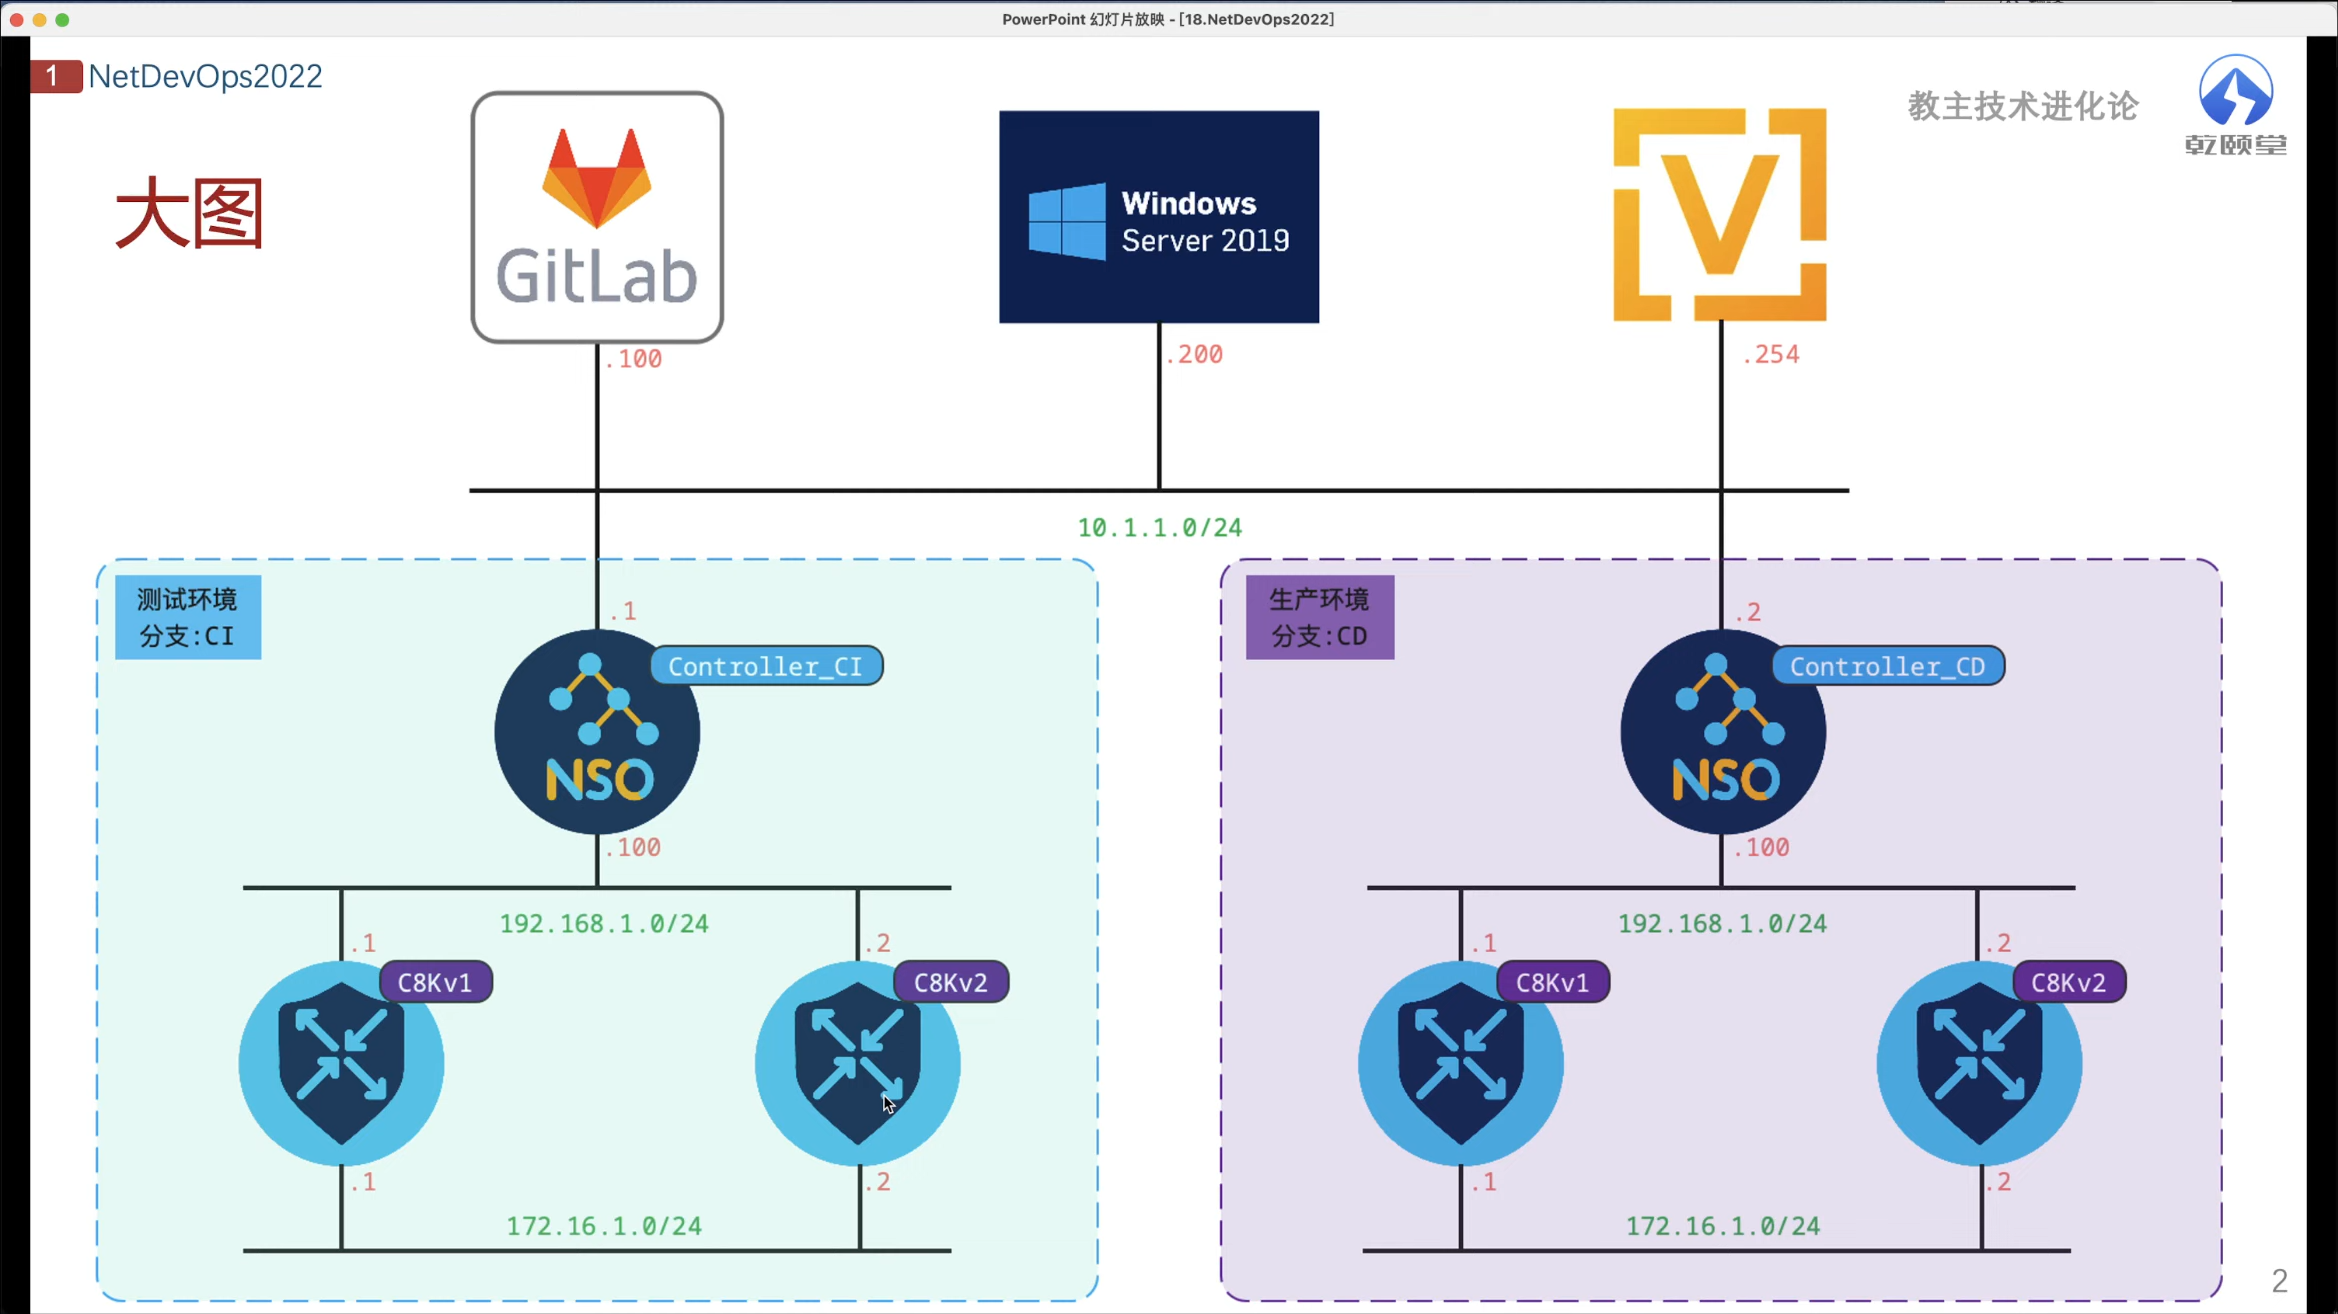 PowerPoint 幻灯片放映 - [18.NetDevOps2022]
1 NetDevOps2022
教主技术进化论
乾颐堂
大图
GitLab
Windows
Server 2019
V
.100
.200
.254
10.1.1.0/24
测试环境
分支:CI
.1
Controller_CI
NSO
.100
192.168.1.0/24
.1
.2
C8Kv1
C8Kv2
.1
.2
172.16.1.0/24
生产环境
分支:CD
.2
Controller_CD
NSO
.100
192.168.1.0/24
.1
.2
C8Kv1
C8Kv2
.1
.2
172.16.1.0/24
2